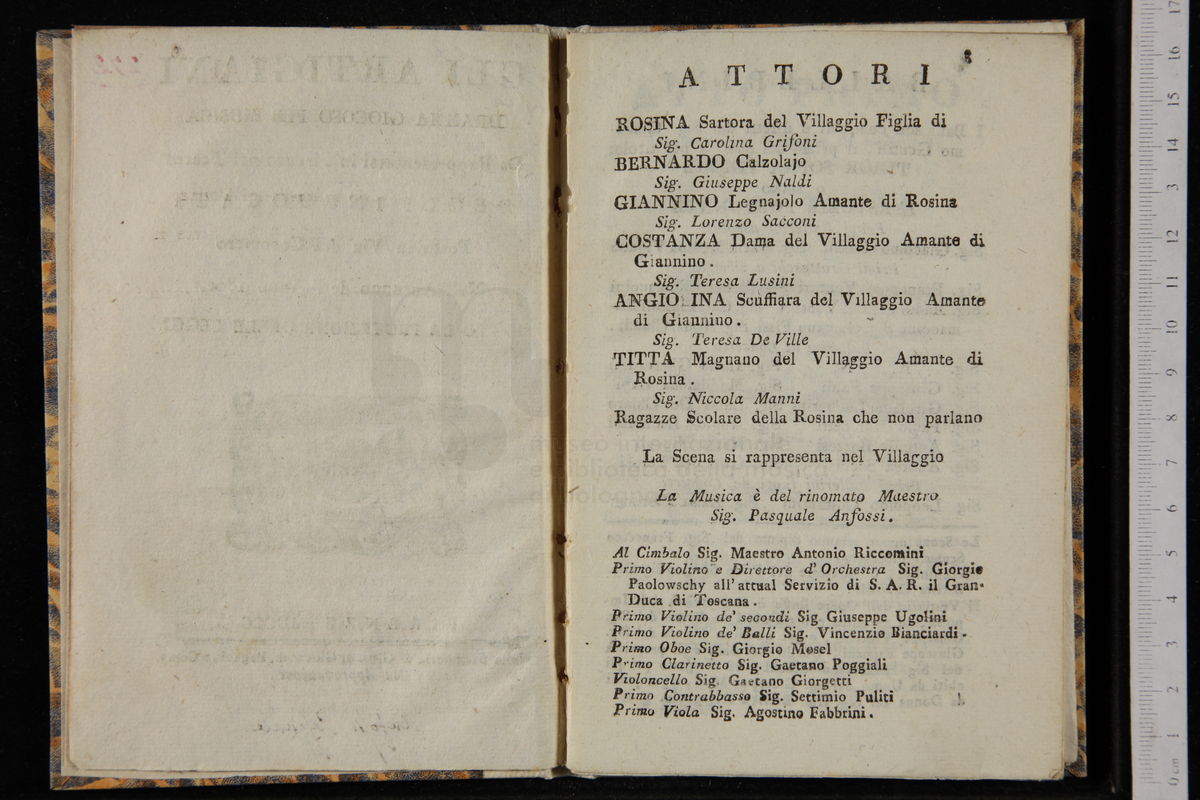 8
ATTORI
ROSINA Sartora del Villaggio Figlia di
Sig. Carolina Grifoni
BERNARDO Calzolajo
Sig. Giuseppe Naldi
GIANNINO Legnajolo Amante di Rosina
Sig. Lorenzo Sacconi
COSTANZA Dama del Villaggio Amante di
Giannino.
Sig. Teresa Lusini
ANGIO INA Scuffiara del Villaggio Amante
di Giannino.
Sig. Teresa De Ville
TITTA Magnano del Villaggio Amante di
Rosina.
Sig. Niccola Manni
Ragazze Scolare della Rosina che non parlano
La Scena si rappresenta nel Villaggio
La Musica è del rinomato Maestro
Sig. Pasquale Anfossi.
Al Cimbalo Sig. Maestro Antonio Riccomini
Primo Violino e Direttore d' Orchestra Sig. Giorgio
Paolowschy all' attual Servizio di S. A. R. il Gran-
Duca di Toscana.
Primo Violino de' secondi Sig Giuseppe Ugolini
Primo Violino de' Balli Sig. Vincenzio Bianciardi.
Primo Oboe Sig. Giorgio Mosel
Primo Clarinetto Sig. Gaetano Poggiali
Violoncello Sig. Gaetano Giorgetti
Primo Contrabbasso Sig. Settimio Puliti
Primo Viola Sig. Agostino Fabbrini.